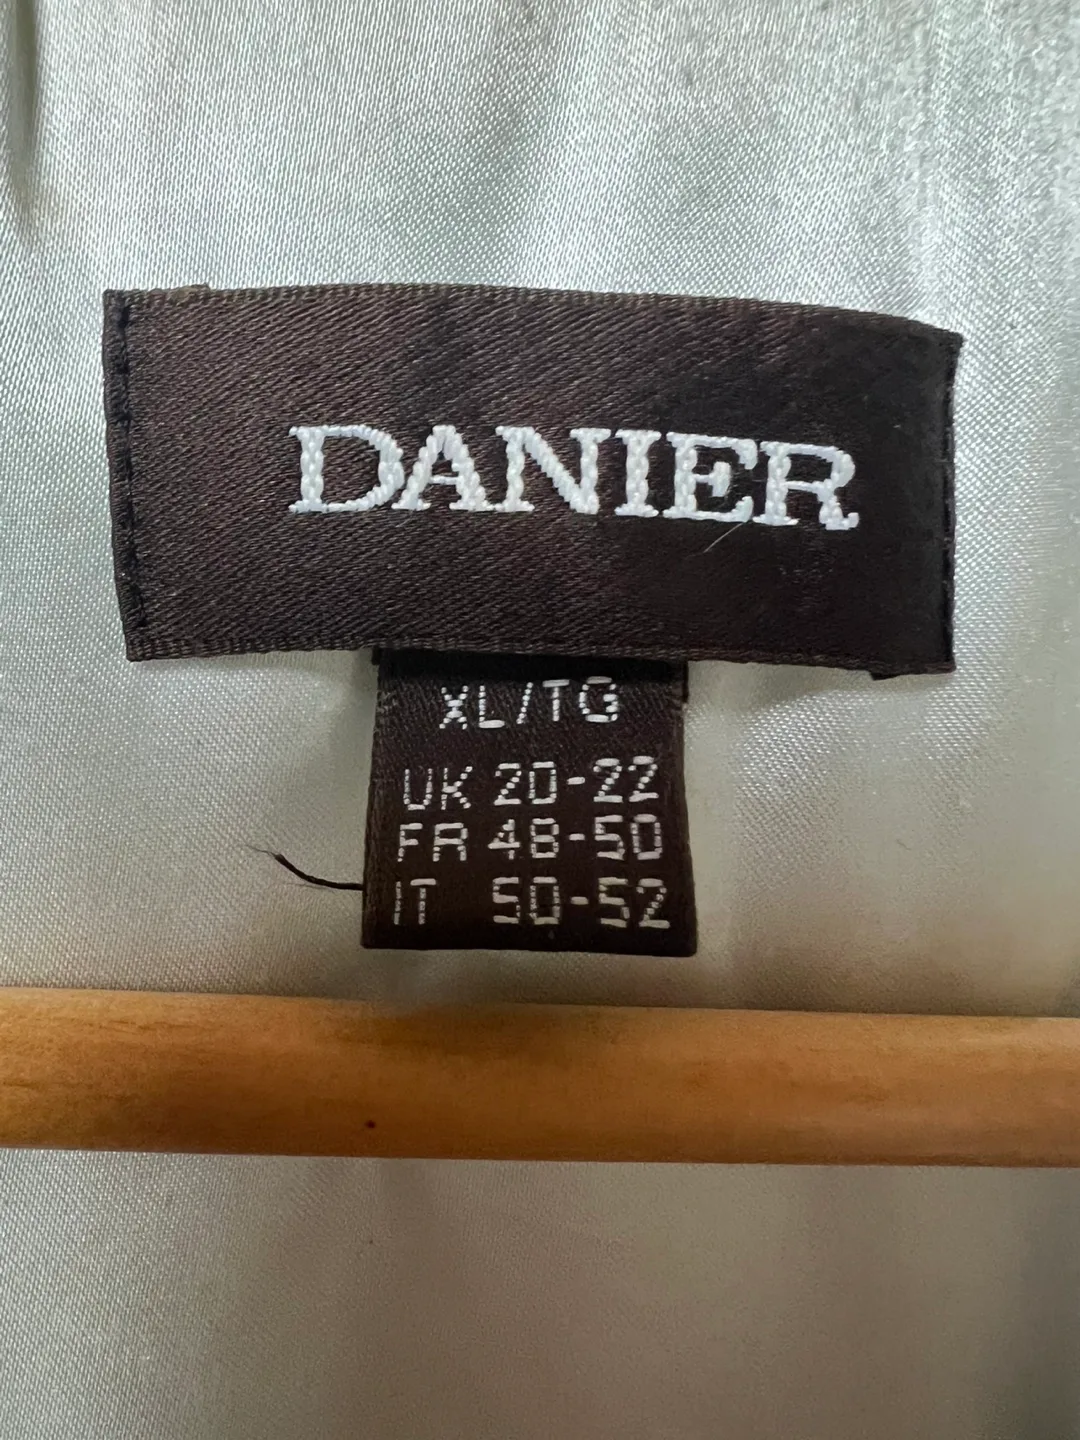 DANIER
XL/TG
UK 20-22
FR 48-50
IT 50-52